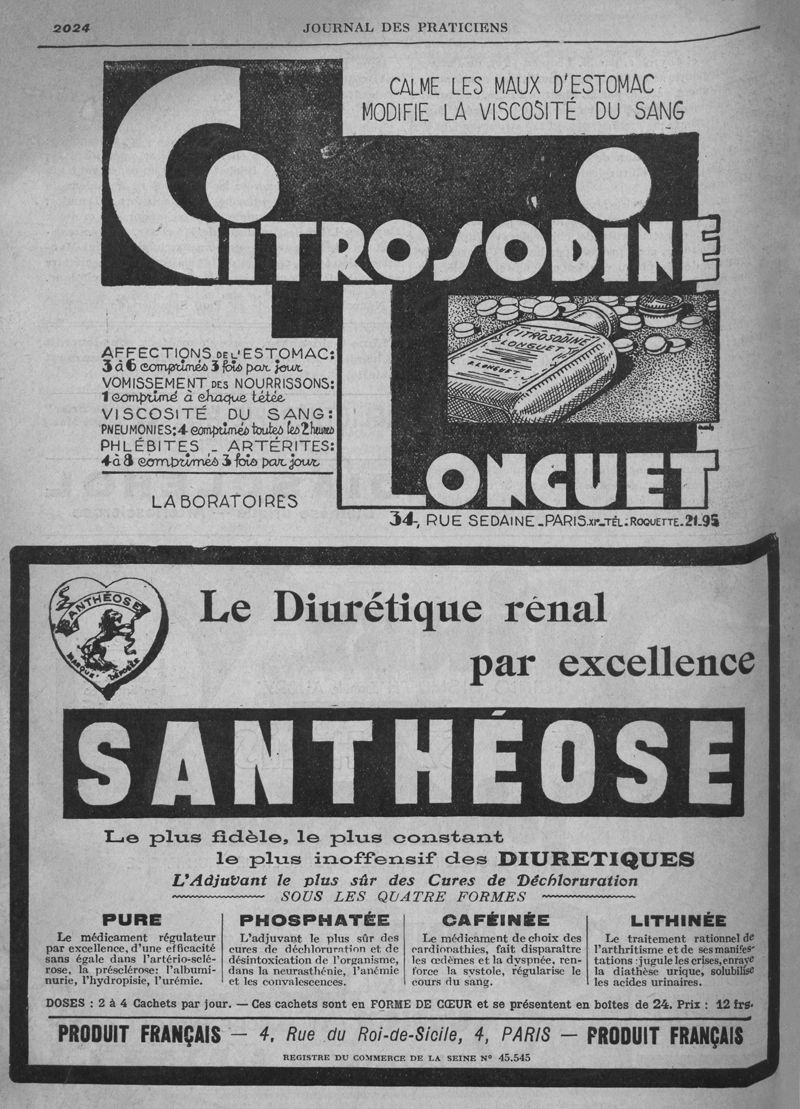 2024
JOURNAL DES PRATICIENS
CALME LES MAUX D'ESTOMAC
MODIFIE LA VISCOSITÉ DU SANG
CITROSODINE
CITROSODINE
LONGUET
D. LONGUET.
AFFECTIONS DE L'ESTOMAC:
3 à 6 comprimés 3 fois par jour
VOMISSEMENT DES NOURRISSONS:
1 comprimé à chaque tétée
VISCOSITÉ DU SANG:
PNEUMONIES: 4 comprimés toutes les 2 heures
PHLÉBITES - ARTÉRITES:
4 à 8 comprimés 3 fois par jour
LABORATOIRES
LONGUET
34-, RUE SEDAINE - PARIS. XIe - TÉL: ROQUETTE. 21-95
SANTHÉOSE
MARQUE DÉPOSÉE
Le Diurétique rénal
par excellence
SANTHÉOSE
Le plus fidèle, le plus constant
le plus inoffensif des DIURETIQUES
L'Adjuvant le plus sûr des Cures de Déchloruration
SOUS LES QUATRE FORMES
PURE
Le médicament régulateur
par excellence, d'une efficacité
sans égale dans l'artério-sclé-
rose, la présclérose: l'albumi-
nurie, l'hydropisie, l'urémie.
PHOSPHATÉE
L'adjuvant le plus sûr des
cures de déchloruration et de
désintoxication de l'organisme,
dans la neurasthénie, l'anémie
et les convalescences.
CAFÉINÉE
Le médicament de choix des
cardiopathies, fait disparaître
les œdèmes et la dyspnée, ren-
force la systole, régularise le
cours du sang.
LITHINÉE
Le traitement rationnel de
l'arthritisme et de ses manifes-
tations: jugule les crises, enraye
la diathèse urique, solubilise
les acides urinaires.
DOSES : 2 à 4 Cachets par jour. — Ces cachets sont en FORME DE CŒUR et se présentent en boîtes de 24. Prix : 12 frs.
PRODUIT FRANÇAIS — 4, Rue du Roi-de-Sicile, 4, PARIS — PRODUIT FRANÇAIS
REGISTRE DU COMMERCE DE LA SEINE N° 45.545